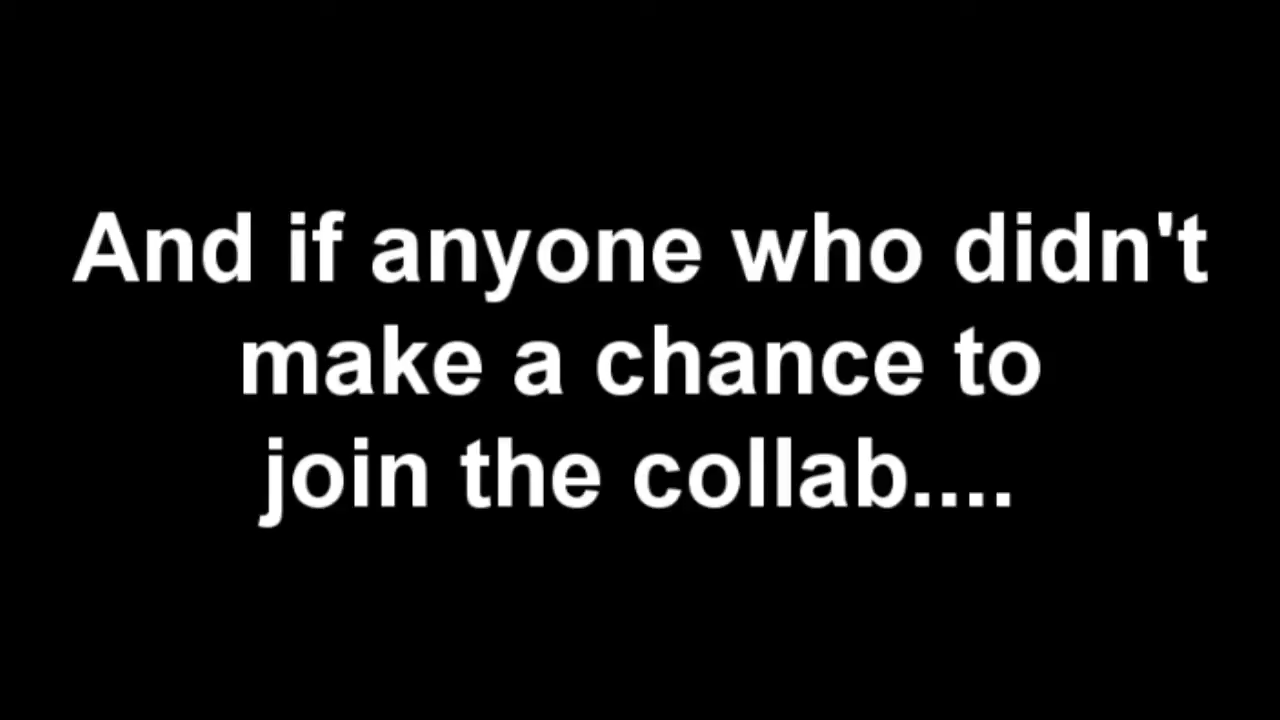 And if anyone who didn't
make a chance to
join the collab....